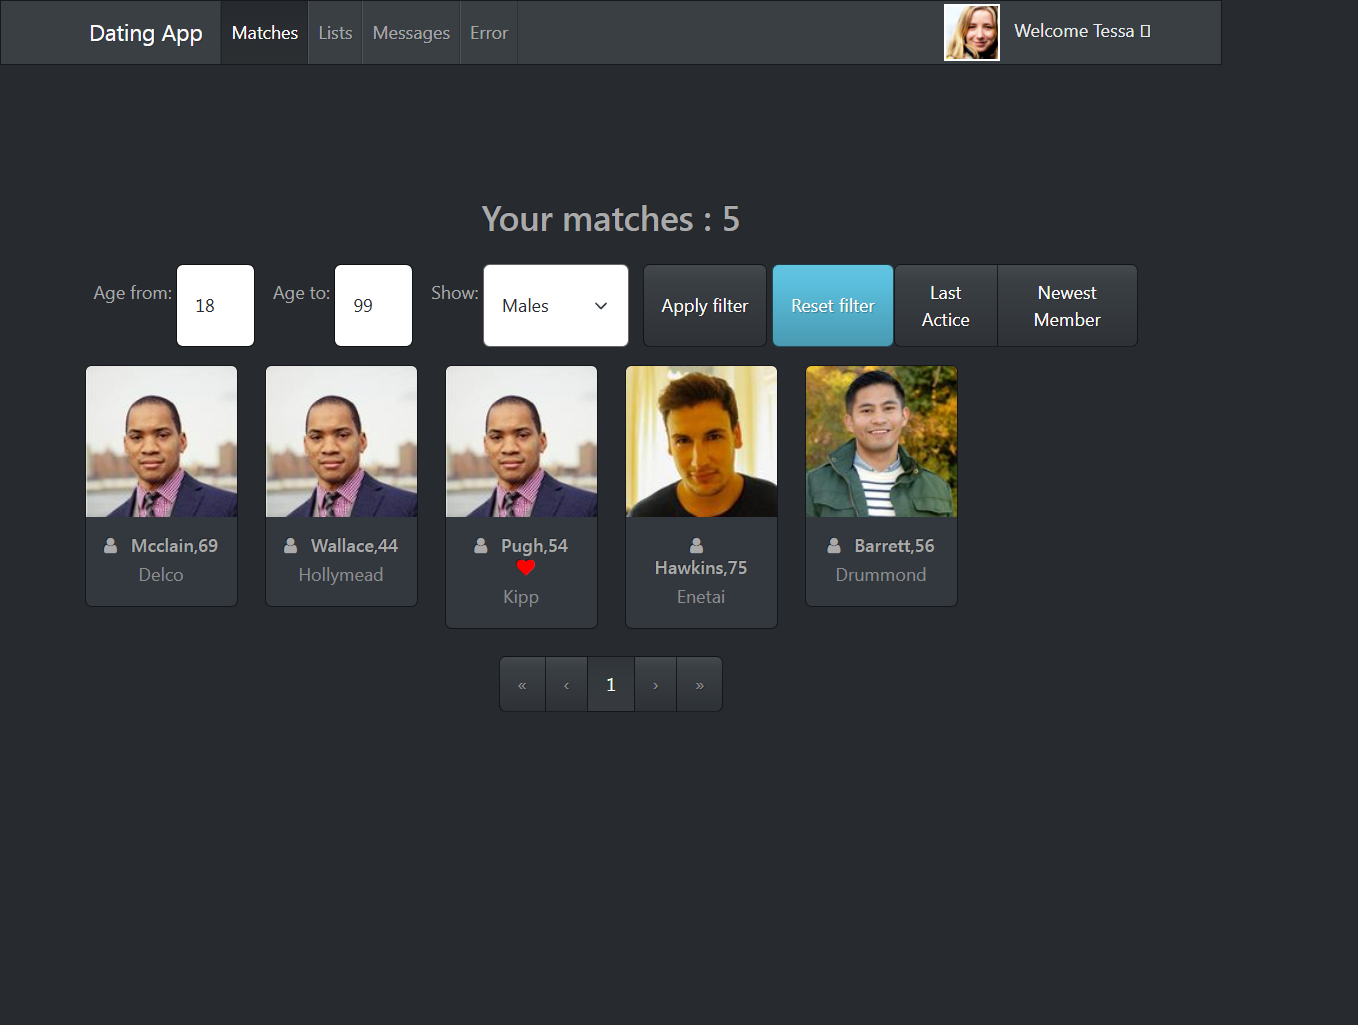 Dating App Matches Lists Messages Error Welcome Tessa
Your matches : 5
Age from: 18 Age to: 99 Show: Males Apply filter Reset filter Last Actice Newest Member
Mcclain,69
Delco
Wallace,44
Hollymead
Pugh,54
Kipp
Hawkins,75
Enetai
Barrett,56
Drummond
« ‹ 1 › »